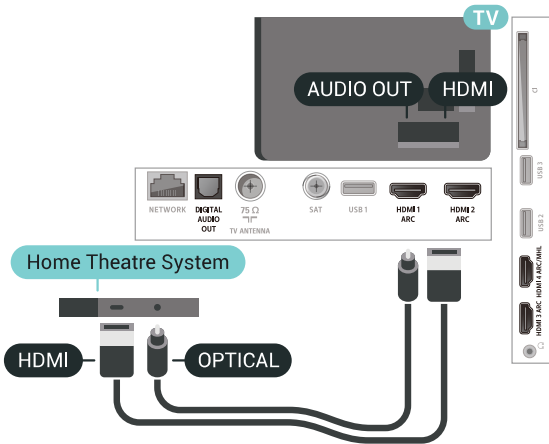 TV
AUDIO OUT
HDMI
CI
USB 3
USB 2
HDMI 4 ARC/MHL
HDMI 3 ARC
NETWORK
DIGITAL
AUDIO
OUT
75 Ω
TV ANTENNA
SAT
USB 1
HDMI 1
ARC
HDMI 2
ARC
Home Theatre System
HDMI
OPTICAL